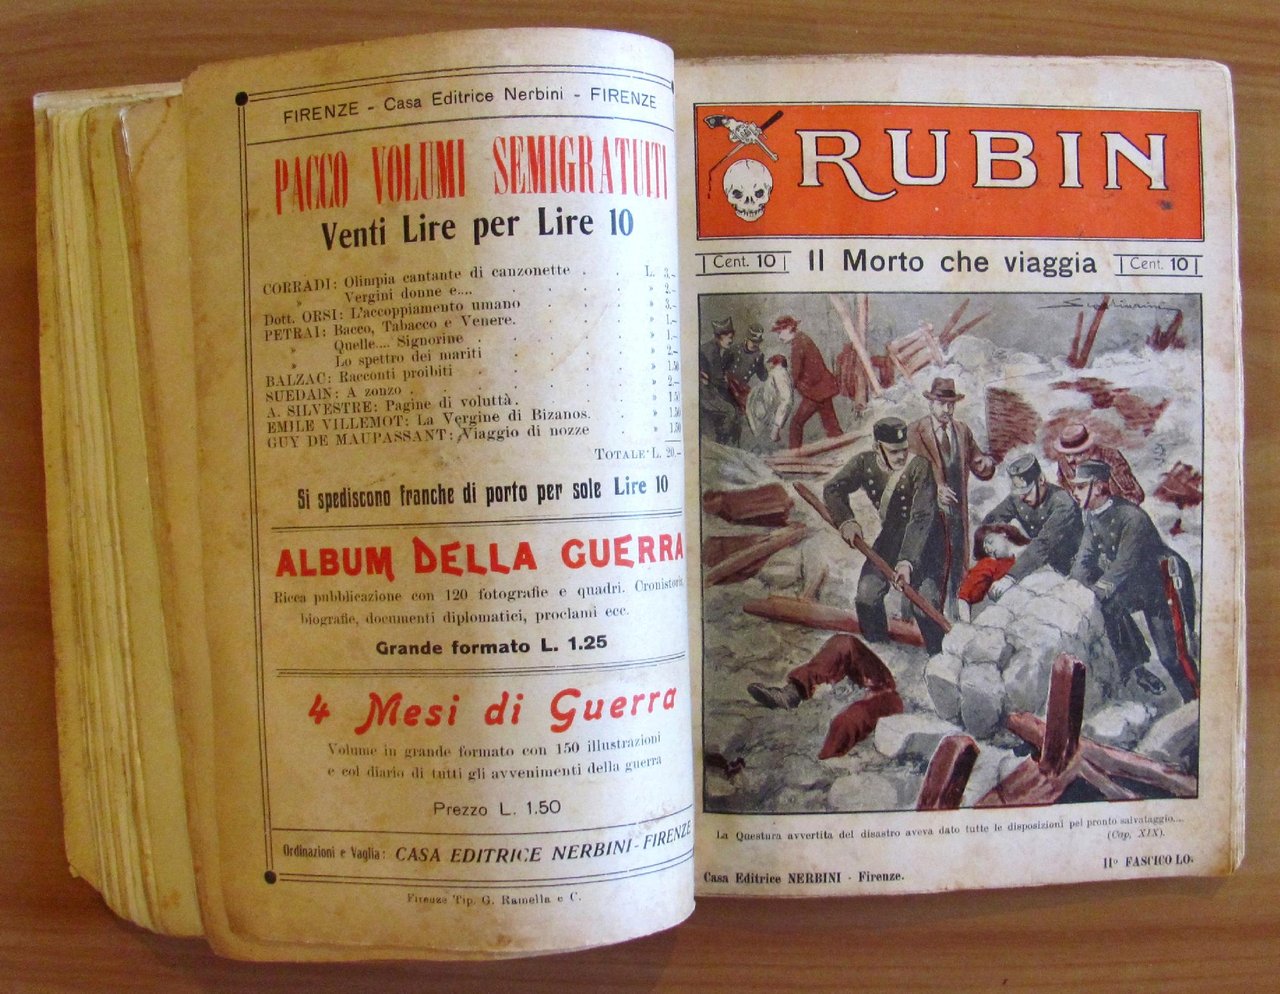 FIRENZE - Casa Editrice Nerbini - FIRENZE
PACCO VOLUMI SEMIGRATUITI
Venti Lire per Lire 10
CORRADI: Olimpia cantante di canzonette . . L. 3.—
» Vergini donne e.... . . . . . » 2.—
Dott. ORSI: L'accoppiamento umano . . . . » 3.—
PETRAI: Bacco, Tabacco e Venere. . . . . » 1.—
» Quelle.... Signorine . . . . . » 1.—
» Lo spettro dei mariti . . . . . » 2.—
BALZAC: Racconti proibiti . . . . . » 1.50
SUEDAIN: A zonzo . . . . . . » 2.—
A. SILVESTRE: Pagine di voluttà. . . . . » 1.50
EMILE VILLEMOT: La Vergine di Bizanos. . . » 1.50
GUY DE MAUPASSANT: Viaggio di nozze . . » 1.50
TOTALE L. 20.—
Si spediscono franche di porto per sole Lire 10
ALBUM DELLA GUERRA
Ricca pubblicazione con 120 fotografie e quadri. Cronistoria,
biografie, documenti diplomatici, proclami ecc.
Grande formato L. 1.25
4 Mesi di Guerra
Volume in grande formato con 150 illustrazioni
e col diario di tutti gli avvenimenti della guerra
Prezzo L. 1.50
Ordinazioni e Vaglia: CASA EDITRICE NERBINI - FIRENZE
Firenze Tip. G. Ramella e C.
RUBIN
Cent. 10 Il Morto che viaggia Cent. 10
La Questura avvertita del disastro aveva dato tutte le disposizioni pel pronto salvataggio....
(Cap. XIX).
11° FASCICOLO.
Casa Editrice NERBINI - Firenze.